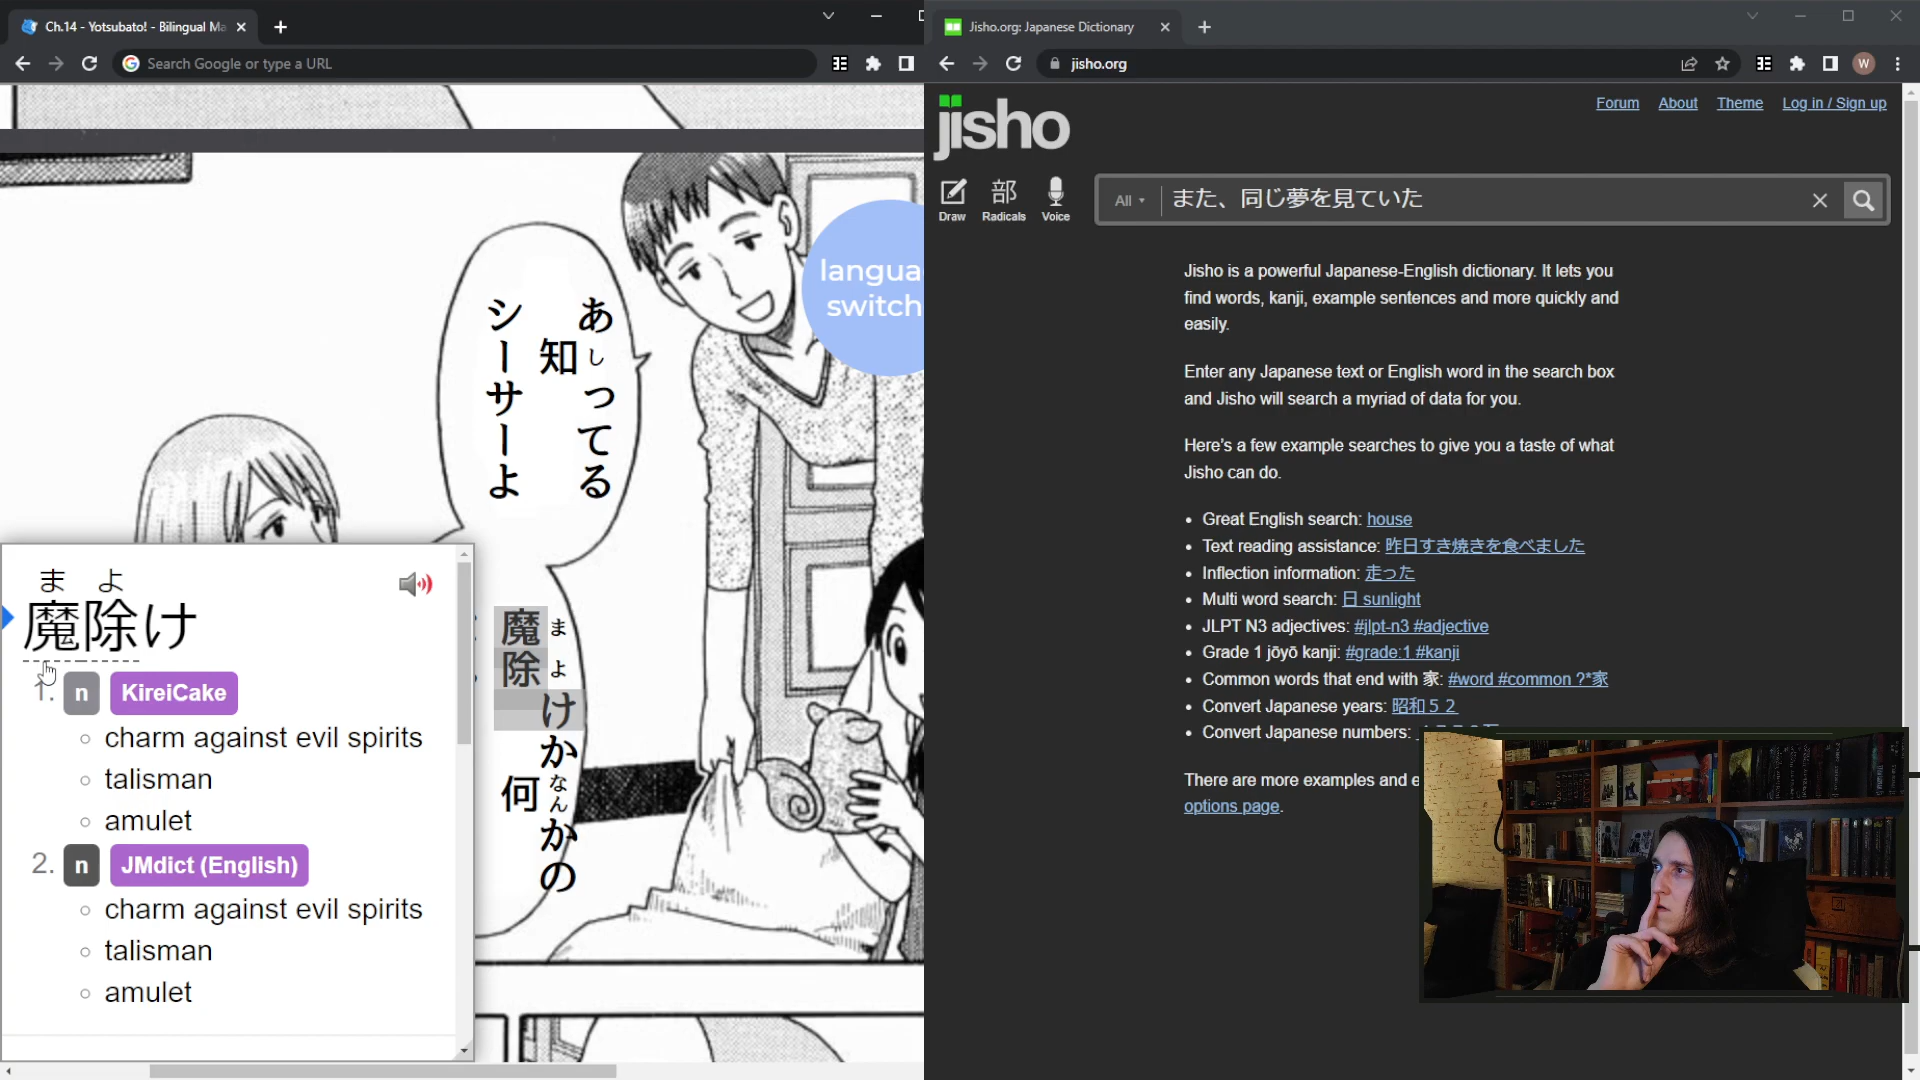 Ch.14 - Yotsubato! - Bilingual Ma
Search Google or type a URL
あ知ってる
し
シーサーよ
langua
switch
魔除けか何かの
まよ
なん
まよ
魔除け
1. n KireiCake
charm against evil spirits
talisman
amulet
2. n JMdict (English)
charm against evil spirits
talisman
amulet
Jisho.org: Japanese Dictionary
jisho.org
W
Forum About Theme Log in / Sign up
jisho
部
Draw Radicals Voice
All また、同じ夢を見ていた
Jisho is a powerful Japanese-English dictionary. It lets you
find words, kanji, example sentences and more quickly and
easily.
Enter any Japanese text or English word in the search box
and Jisho will search a myriad of data for you.
Here's a few example searches to give you a taste of what
Jisho can do.
Great English search: house
Text reading assistance: 昨日すき焼きを食べました
Inflection information: 走った
Multi word search: 日 sunlight
JLPT N3 adjectives: #jlpt-n3 #adjective
Grade 1 jōyō kanji: #grade:1 #kanji
Common words that end with 家: #word #common ?*家
Convert Japanese years: 昭和５２
Convert Japanese numbers:
There are more examples and e
options page.